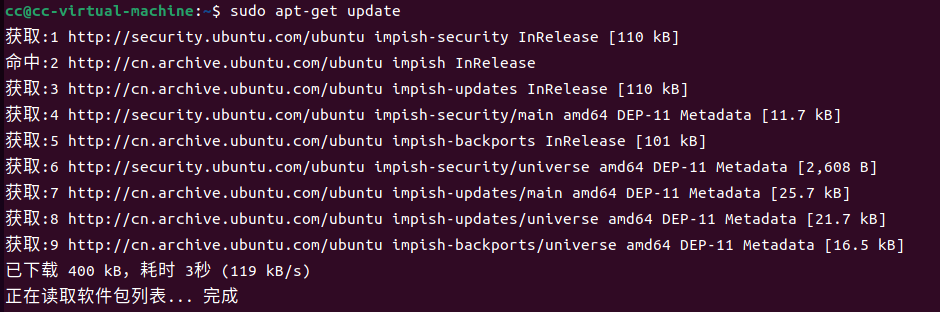 cc@cc-virtual-machine:~$ sudo apt-get update
获取:1 http://security.ubuntu.com/ubuntu impish-security InRelease [110 kB]
命中:2 http://cn.archive.ubuntu.com/ubuntu impish InRelease
获取:3 http://cn.archive.ubuntu.com/ubuntu impish-updates InRelease [110 kB]
获取:4 http://security.ubuntu.com/ubuntu impish-security/main amd64 DEP-11 Metadata [11.7 kB]
获取:5 http://cn.archive.ubuntu.com/ubuntu impish-backports InRelease [101 kB]
获取:6 http://security.ubuntu.com/ubuntu impish-security/universe amd64 DEP-11 Metadata [2,608 B]
获取:7 http://cn.archive.ubuntu.com/ubuntu impish-updates/main amd64 DEP-11 Metadata [25.7 kB]
获取:8 http://cn.archive.ubuntu.com/ubuntu impish-updates/universe amd64 DEP-11 Metadata [21.7 kB]
获取:9 http://cn.archive.ubuntu.com/ubuntu impish-backports/universe amd64 DEP-11 Metadata [16.5 kB]
已下载 400 kB，耗时 3秒 (119 kB/s)
正在读取软件包列表... 完成